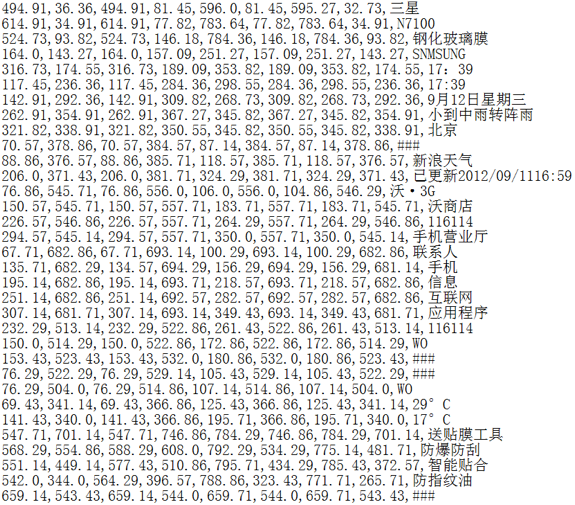 494.91,36.36,494.91,81.45,596.0,81.45,595.27,32.73,三星
614.91,34.91,614.91,77.82,783.64,77.82,783.64,34.91,N7100
524.73,93.82,524.73,146.18,784.36,146.18,784.36,93.82,钢化玻璃膜
164.0,143.27,164.0,157.09,251.27,157.09,251.27,143.27,SNMSUNG
316.73,174.55,316.73,189.09,353.82,189.09,353.82,174.55,17：39
117.45,236.36,117.45,284.36,298.55,284.36,298.55,236.36,17:39
142.91,292.36,142.91,309.82,268.73,309.82,268.73,292.36,9月12日星期三
262.91,354.91,262.91,367.27,345.82,367.27,345.82,354.91,小到中雨转阵雨
321.82,338.91,321.82,350.55,345.82,350.55,345.82,338.91,北京
70.57,378.86,70.57,384.57,87.14,384.57,87.14,378.86,###
88.86,376.57,88.86,385.71,118.57,385.71,118.57,376.57,新浪天气
206.0,371.43,206.0,381.71,324.29,381.71,324.29,371.43,已更新2012/09/1116:59
76.86,545.71,76.86,556.0,106.0,556.0,104.86,546.29,沃·3G
150.57,545.71,150.57,557.71,183.71,557.71,183.71,545.71,沃商店
226.57,546.86,226.57,557.71,264.29,557.71,264.29,546.86,116114
294.57,545.14,294.57,557.71,350.0,557.71,350.0,545.14,手机营业厅
67.71,682.86,67.71,693.14,100.29,693.14,100.29,682.86,联系人
135.71,682.29,134.57,694.29,156.29,694.29,156.29,681.14,手机
195.14,682.86,195.14,693.71,218.57,693.71,218.57,682.86,信息
251.14,682.86,251.14,692.57,282.57,692.57,282.57,682.86,互联网
307.14,681.71,307.14,693.14,349.43,693.14,349.43,681.71,应用程序
232.29,513.14,232.29,522.86,261.43,522.86,261.43,513.14,116114
150.0,514.29,150.0,522.86,172.86,522.86,172.86,514.29,WO
153.43,523.43,153.43,532.0,180.86,532.0,180.86,523.43,###
76.29,522.29,76.29,529.14,105.43,529.14,105.43,522.29,###
76.29,504.0,76.29,514.86,107.14,514.86,107.14,504.0,WO
69.43,341.14,69.43,366.86,125.43,366.86,125.43,341.14,29°C
141.43,340.0,141.43,366.86,195.71,366.86,195.71,340.0,17°C
547.71,701.14,547.71,746.86,784.29,746.86,784.29,701.14,送贴膜工具
568.29,554.86,588.29,608.0,792.29,534.29,775.14,481.71,防爆防刮
551.14,449.14,577.43,510.86,795.71,434.29,785.43,372.57,智能贴合
542.0,344.0,564.29,396.57,788.86,323.43,771.71,265.71,防指纹油
659.14,543.43,659.14,544.0,659.71,544.0,659.71,543.43,###